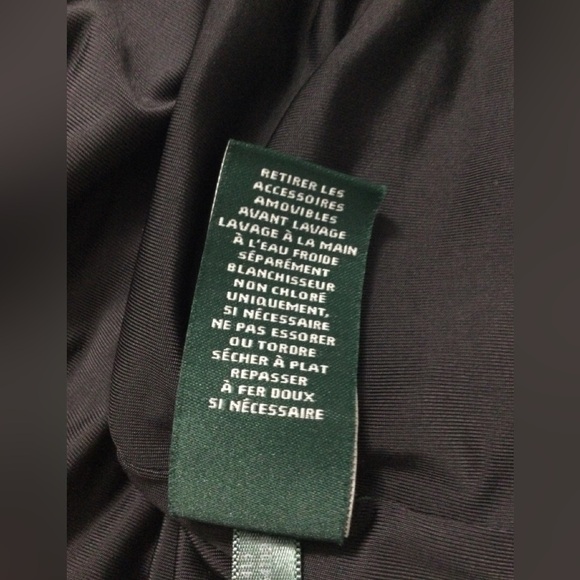 RETIRER LES
ACCESSOIRES
AMOVIBLES
AVANT LAVAGE
LAVAGE À LA MAIN
À L'EAU FROIDE
SÉPARÉMENT
BLANCHISSEUR
NON CHLORÉ
UNIQUEMENT,
SI NÉCESSAIRE
NE PAS ESSORER
OU TORDRE
SÉCHER À PLAT
REPASSER
À FER DOUX
SI NÉCESSAIRE